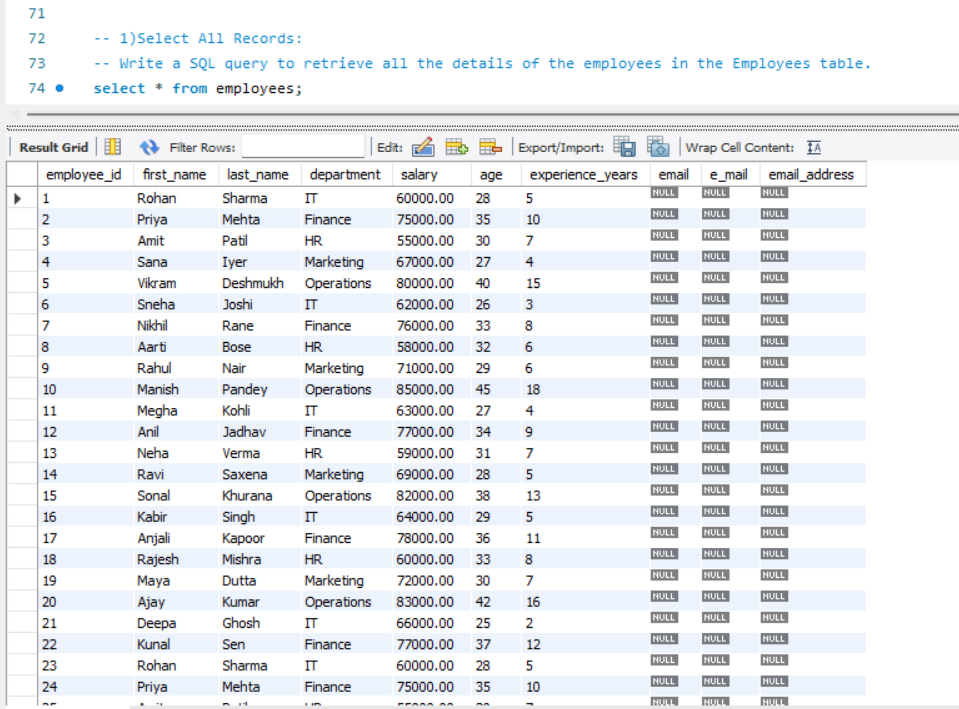 71
72 -- 1)Select All Records:
73 -- Write a SQL query to retrieve all the details of the employees in the Employees table.
74 select * from employees;
Result Grid Filter Rows: Edit: Export/Import: Wrap Cell Content:
employee_id first_name last_name department salary age experience_years email e_mail email_address
1 Rohan Sharma IT 60000.00 28 5 NULL NULL NULL
2 Priya Mehta Finance 75000.00 35 10 NULL NULL NULL
3 Amit Patil HR 55000.00 30 7 NULL NULL NULL
4 Sana Iyer Marketing 67000.00 27 4 NULL NULL NULL
5 Vikram Deshmukh Operations 80000.00 40 15 NULL NULL NULL
6 Sneha Joshi IT 62000.00 26 3 NULL NULL NULL
7 Nikhil Rane Finance 76000.00 33 8 NULL NULL NULL
8 Aarti Bose HR 58000.00 32 6 NULL NULL NULL
9 Rahul Nair Marketing 71000.00 29 6 NULL NULL NULL
10 Manish Pandey Operations 85000.00 45 18 NULL NULL NULL
11 Megha Kohli IT 63000.00 27 4 NULL NULL NULL
12 Anil Jadhav Finance 77000.00 34 9 NULL NULL NULL
13 Neha Verma HR 59000.00 31 7 NULL NULL NULL
14 Ravi Saxena Marketing 69000.00 28 5 NULL NULL NULL
15 Sonal Khurana Operations 82000.00 38 13 NULL NULL NULL
16 Kabir Singh IT 64000.00 29 5 NULL NULL NULL
17 Anjali Kapoor Finance 78000.00 36 11 NULL NULL NULL
18 Rajesh Mishra HR 60000.00 33 8 NULL NULL NULL
19 Maya Dutta Marketing 72000.00 30 7 NULL NULL NULL
20 Ajay Kumar Operations 83000.00 42 16 NULL NULL NULL
21 Deepa Ghosh IT 66000.00 25 2 NULL NULL NULL
22 Kunal Sen Finance 77000.00 37 12 NULL NULL NULL
23 Rohan Sharma IT 60000.00 28 5 NULL NULL NULL
24 Priya Mehta Finance 75000.00 35 10 NULL NULL NULL
NULL NULL NULL